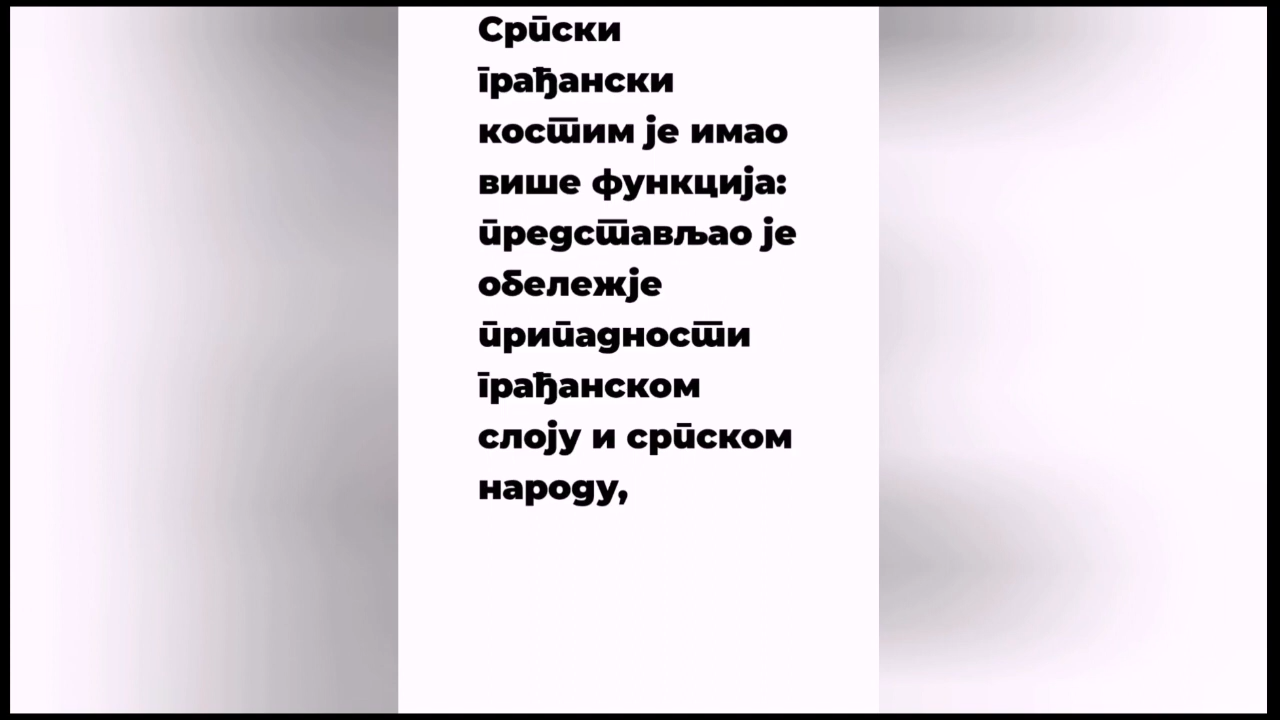 Српски
грађански
костим је имао
више функција:
представљао је
обележје
припадности
грађанском
слоју и српском
народу,